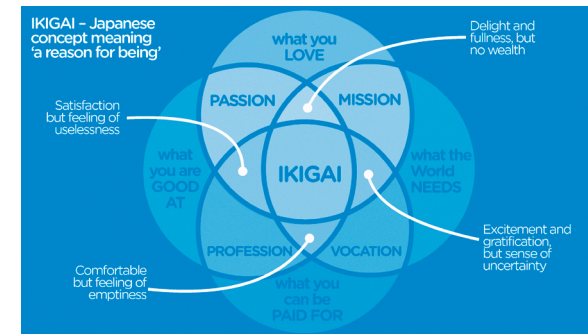 IKIGAI – Japanese
concept meaning
‘a reason for being’
what you
LOVE
Delight and
fullness, but
no wealth
PASSION
MISSION
Satisfaction
but feeling of
uselessness
what
you are
GOOD
AT
IKIGAI
what the
World
NEEDS
PROFESSION
VOCATION
Excitement and
gratification,
but sense of
uncertainty
Comfortable
but feeling of
emptiness
what you
can be
PAID FOR